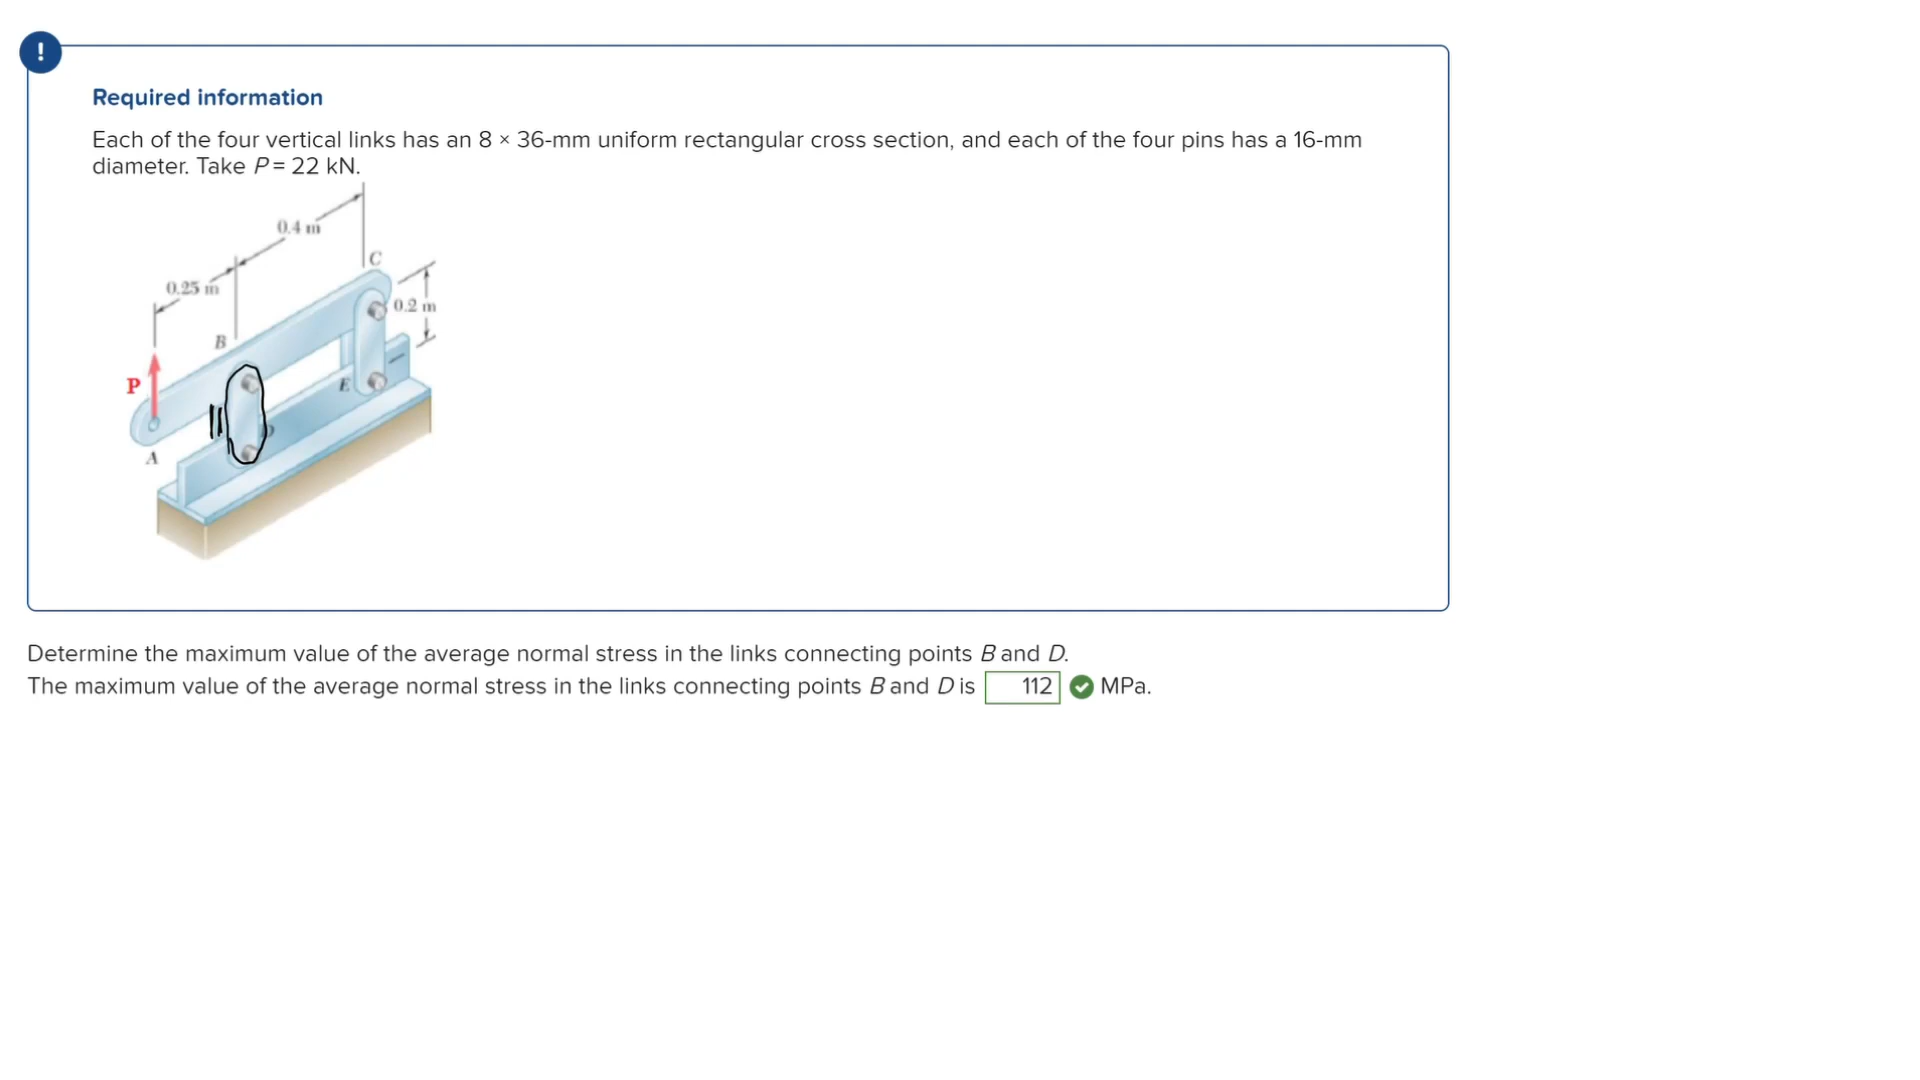 !
Required information
Each of the four vertical links has an 8 × 36-mm uniform rectangular cross section, and each of the four pins has a 16-mm
diameter. Take P = 22 kN.
0.4 m
C
0.25 m
0.2 m
B
P
E
D
A
Determine the maximum value of the average normal stress in the links connecting points B and D.
The maximum value of the average normal stress in the links connecting points B and D is 112 MPa.